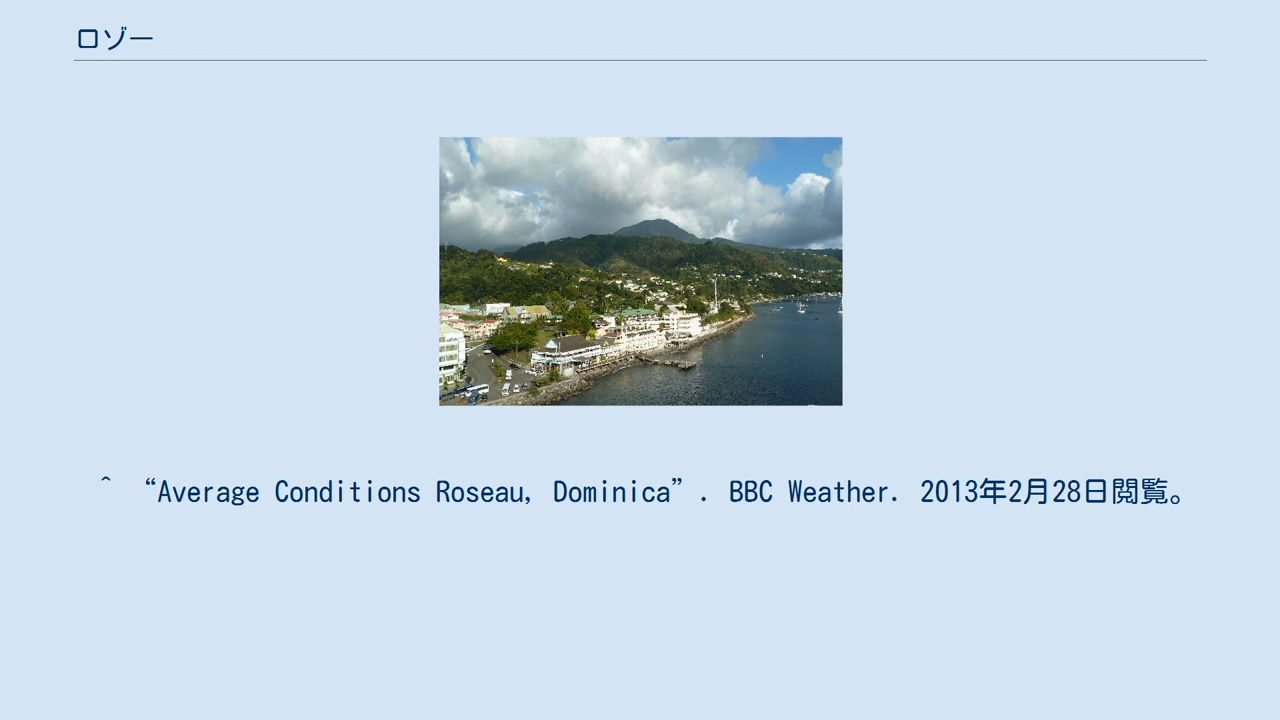 ロゾー
^ “Average Conditions Roseau, Dominica”. BBC Weather. 2013年2月28日閲覧。